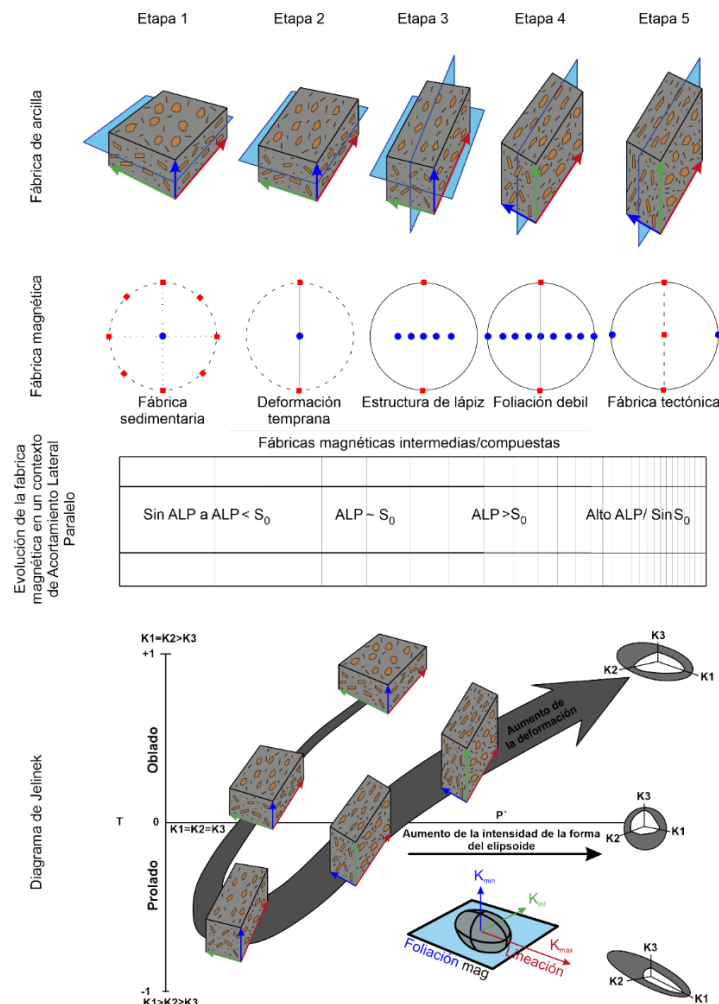 Etapa 1
Etapa 2
Etapa 3
Etapa 4
Etapa 5
Fábrica de arcilla
Fábrica magnética
Fábrica
sedimentaria
Deformación
temprana
Estructura de lápiz
Foliación debil
Fábrica tectónica
Fábricas magnéticas intermedias/compuestas
Evolución de la fabrica
magnética en un contexto
de Acortamiento Lateral
Paralelo
Sin ALP a ALP < S0
ALP ~ S0
ALP >S0
Alto ALP/ Sin S0
Diagrama de Jelinek
K1=K2>K3
+1
Oblado
T
0
K1=K2=K3
Prolado
-1
K1>K2>K3
Aumento de
la deformación
P´
Aumento de la intensidad de la forma
del elipsoide
Kmin
Kint
Kmax
Foliación mag
Lineación
K3
K2
K1
K3
K2
K1
K3
K2
K1